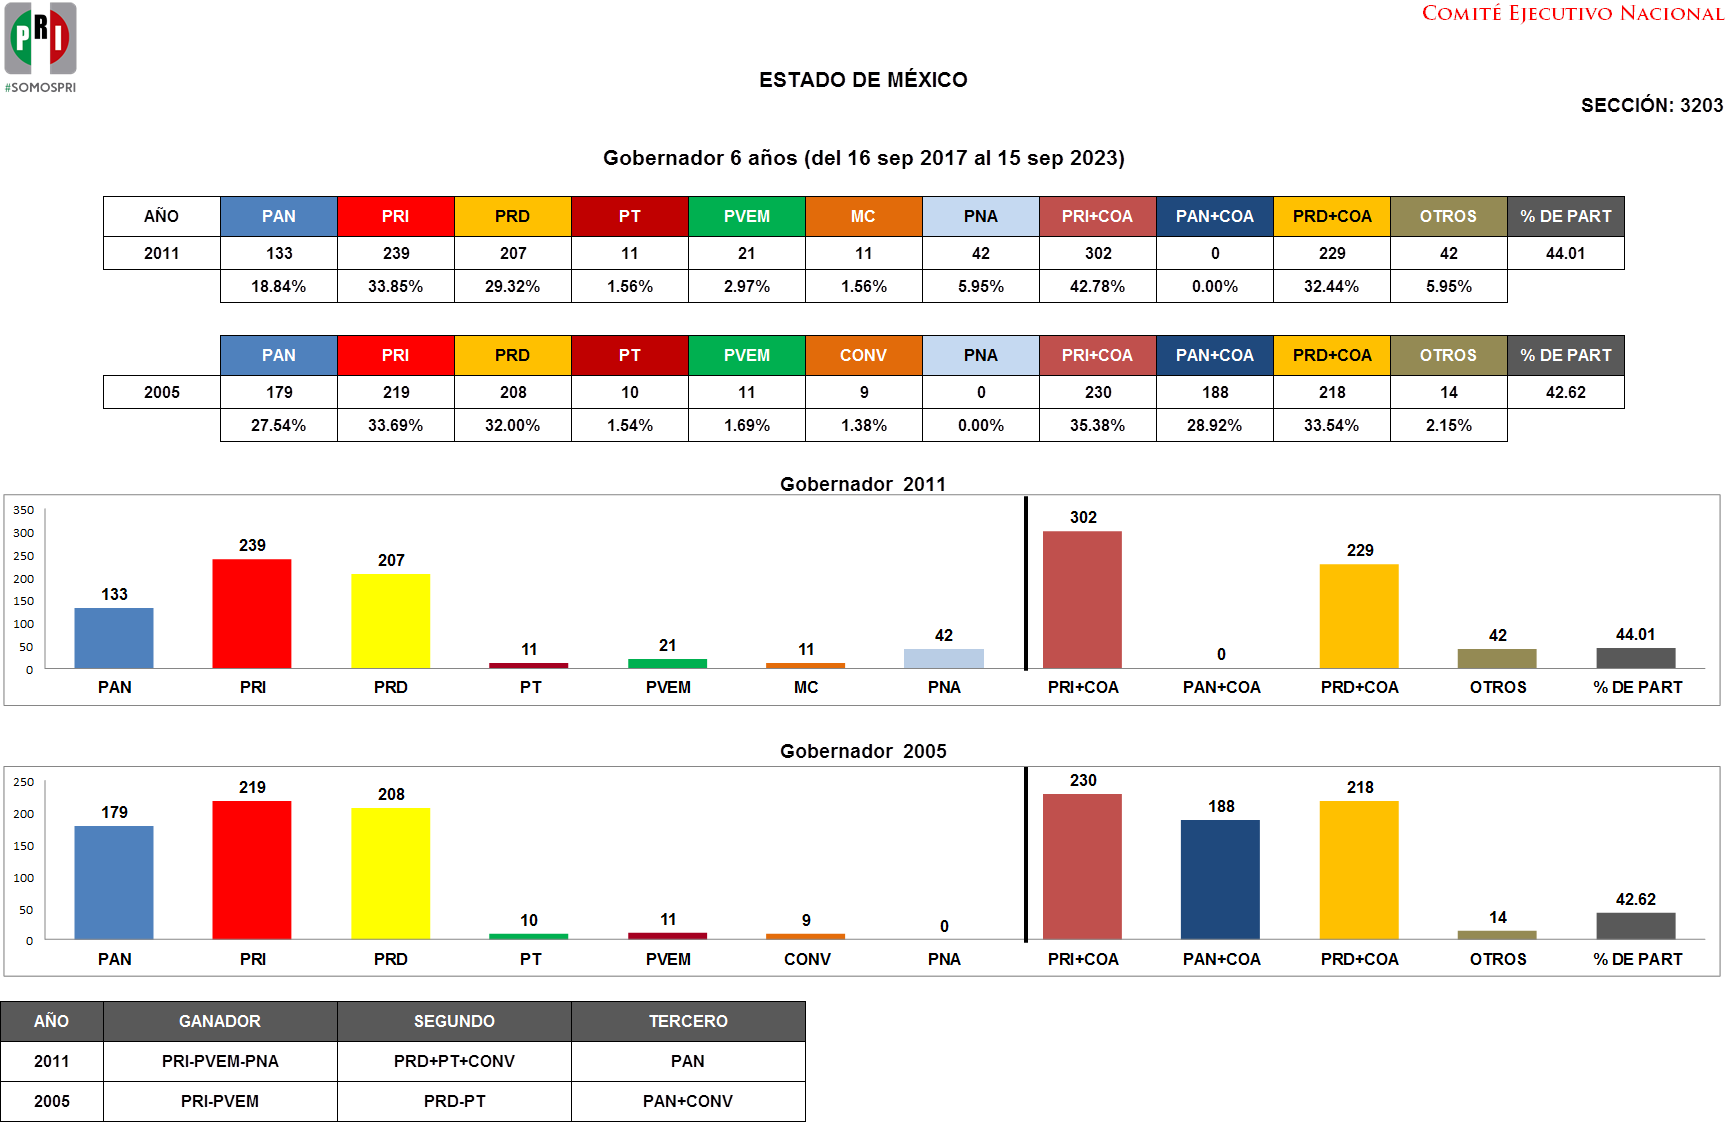 PRI
#SOMOSPRI
COMITÉ EJECUTIVO NACIONAL
ESTADO DE MÉXICO
SECCIÓN: 3203
Gobernador 6 años (del 16 sep 2017 al 15 sep 2023)
AÑO PAN PRI PRD PT PVEM MC PNA PRI+COA PAN+COA PRD+COA OTROS % DE PART
2011 133 239 207 11 21 11 42 302 0 229 42 44.01
18.84% 33.85% 29.32% 1.56% 2.97% 1.56% 5.95% 42.78% 0.00% 32.44% 5.95%
PAN PRI PRD PT PVEM CONV PNA PRI+COA PAN+COA PRD+COA OTROS % DE PART
2005 179 219 208 10 11 9 0 230 188 218 14 42.62
27.54% 33.69% 32.00% 1.54% 1.69% 1.38% 0.00% 35.38% 28.92% 33.54% 2.15%
Gobernador 2011
350
300
250
200
150
100
50
0
133 239 207 11 21 11 42 302 0 229 42 44.01
PAN PRI PRD PT PVEM MC PNA PRI+COA PAN+COA PRD+COA OTROS % DE PART
Gobernador 2005
250
200
150
100
50
0
179 219 208 10 11 9 0 230 188 218 14 42.62
PAN PRI PRD PT PVEM CONV PNA PRI+COA PAN+COA PRD+COA OTROS % DE PART
AÑO GANADOR SEGUNDO TERCERO
2011 PRI-PVEM-PNA PRD+PT+CONV PAN
2005 PRI-PVEM PRD-PT PAN+CONV